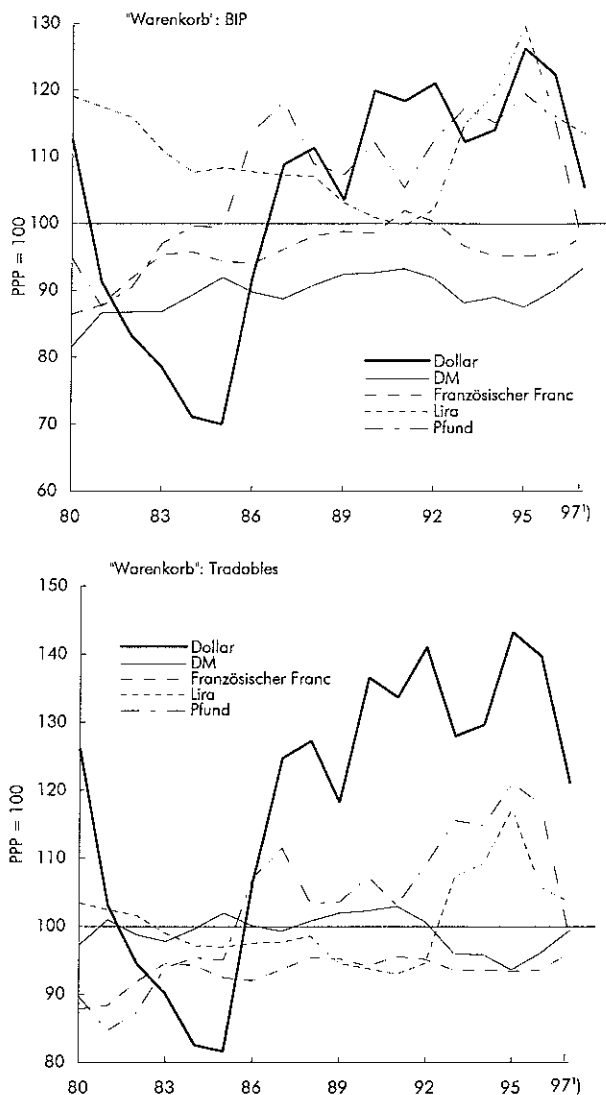 "Warenkorb": BIP
130
120
110
100
90
80
70
60
PPP = 100
Dollar
DM
Französischer Franc
Lira
Pfund
80 83 86 89 92 95 97¹)
"Warenkorb": Tradables
150
140
130
120
110
100
90
80
PPP = 100
Dollar
DM
Französischer Franc
Lira
Pfund
80 83 86 89 92 95 97¹)